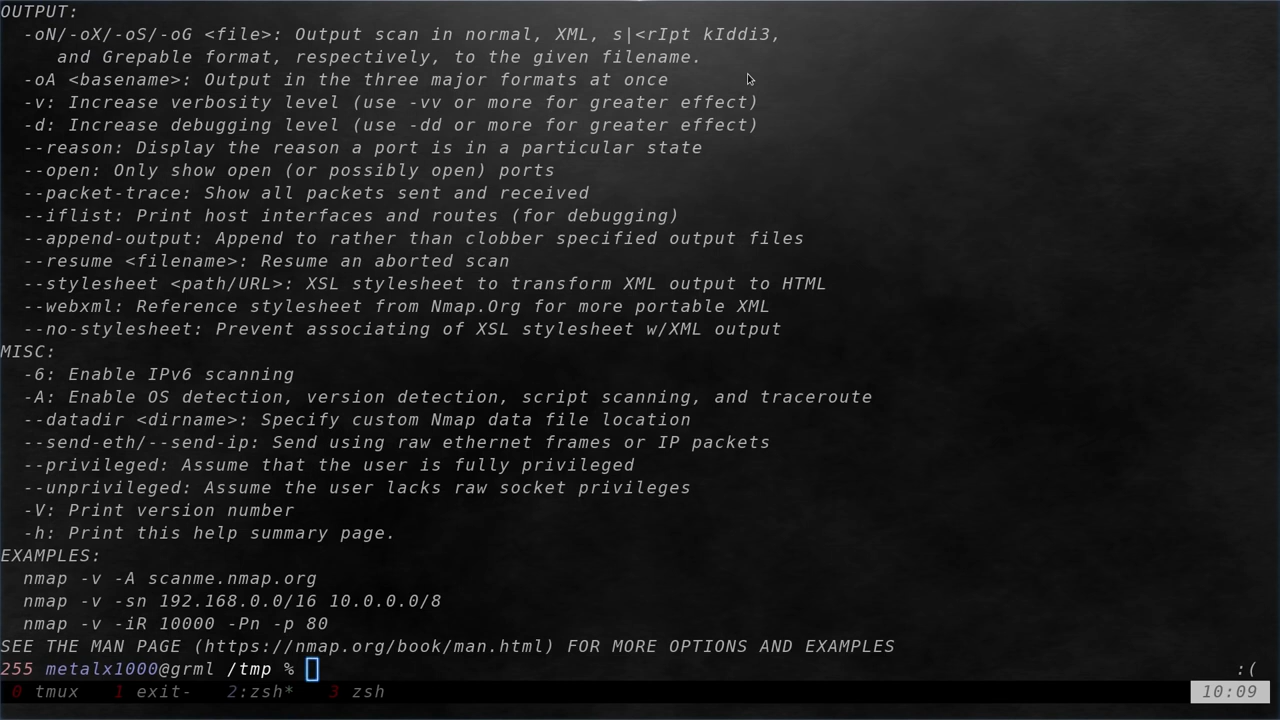 OUTPUT:
  -oN/-oX/-oS/-oG <file>: Output scan in normal, XML, s|<rIpt kIddi3,
     and Grepable format, respectively, to the given filename.
  -oA <basename>: Output in the three major formats at once
  -v: Increase verbosity level (use -vv or more for greater effect)
  -d: Increase debugging level (use -dd or more for greater effect)
  --reason: Display the reason a port is in a particular state
  --open: Only show open (or possibly open) ports
  --packet-trace: Show all packets sent and received
  --iflist: Print host interfaces and routes (for debugging)
  --append-output: Append to rather than clobber specified output files
  --resume <filename>: Resume an aborted scan
  --stylesheet <path/URL>: XSL stylesheet to transform XML output to HTML
  --webxml: Reference stylesheet from Nmap.Org for more portable XML
  --no-stylesheet: Prevent associating of XSL stylesheet w/XML output
MISC:
  -6: Enable IPv6 scanning
  -A: Enable OS detection, version detection, script scanning, and traceroute
  --datadir <dirname>: Specify custom Nmap data file location
  --send-eth/--send-ip: Send using raw ethernet frames or IP packets
  --privileged: Assume that the user is fully privileged
  --unprivileged: Assume the user lacks raw socket privileges
  -V: Print version number
  -h: Print this help summary page.
EXAMPLES:
  nmap -v -A scanme.nmap.org
  nmap -v -sn 192.168.0.0/16 10.0.0.0/8
  nmap -v -iR 10000 -Pn -p 80
SEE THE MAN PAGE (https://nmap.org/book/man.html) FOR MORE OPTIONS AND EXAMPLES
255 metalx1000@grml /tmp % :(
0 tmux 1 exit- 2:zsh* 3 zsh 10:09